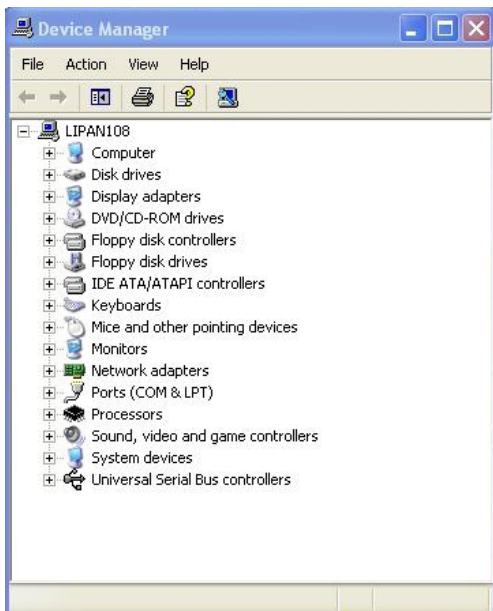 Device Manager
File Action View Help
LIPAN108
Computer
Disk drives
Display adapters
DVD/CD-ROM drives
Floppy disk controllers
Floppy disk drives
IDE ATA/ATAPI controllers
Keyboards
Mice and other pointing devices
Monitors
Network adapters
Ports (COM & LPT)
Processors
Sound, video and game controllers
System devices
Universal Serial Bus controllers